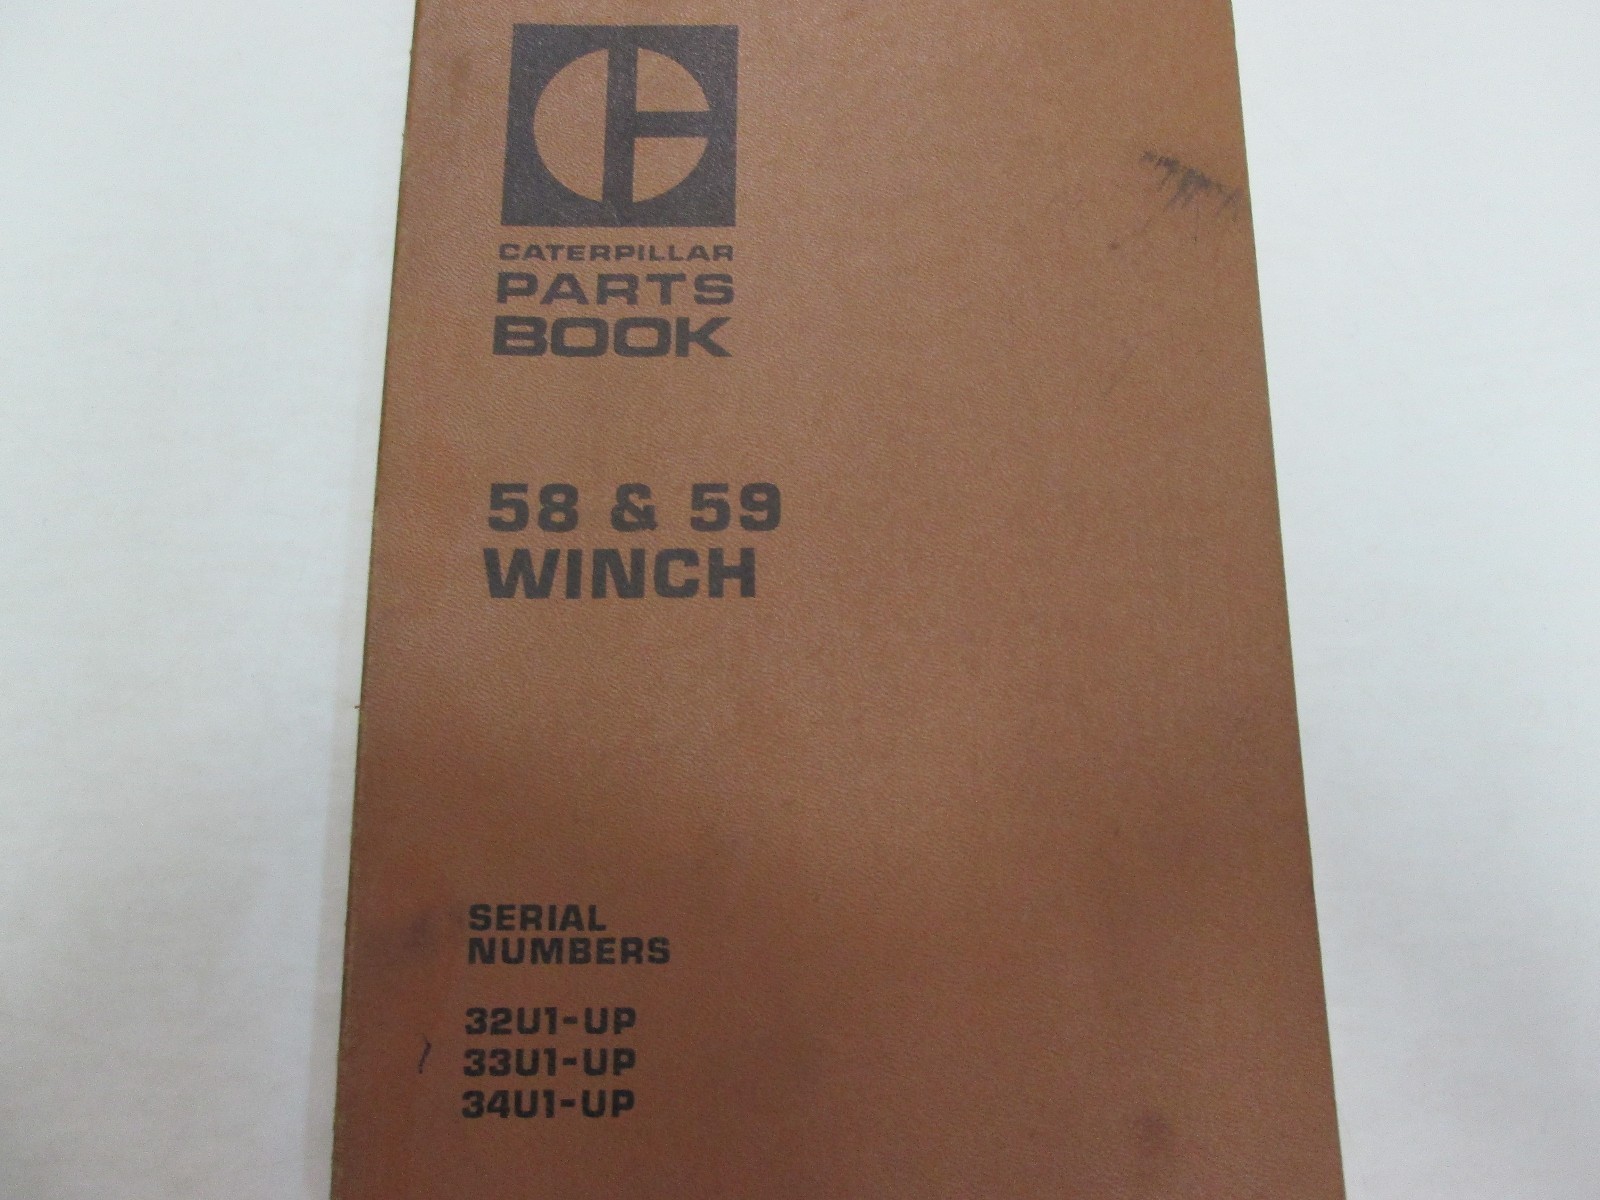 CATERPILLAR
PARTS
BOOK
58 & 59
WINCH
SERIAL
NUMBERS
32U1-UP
33U1-UP
34U1-UP